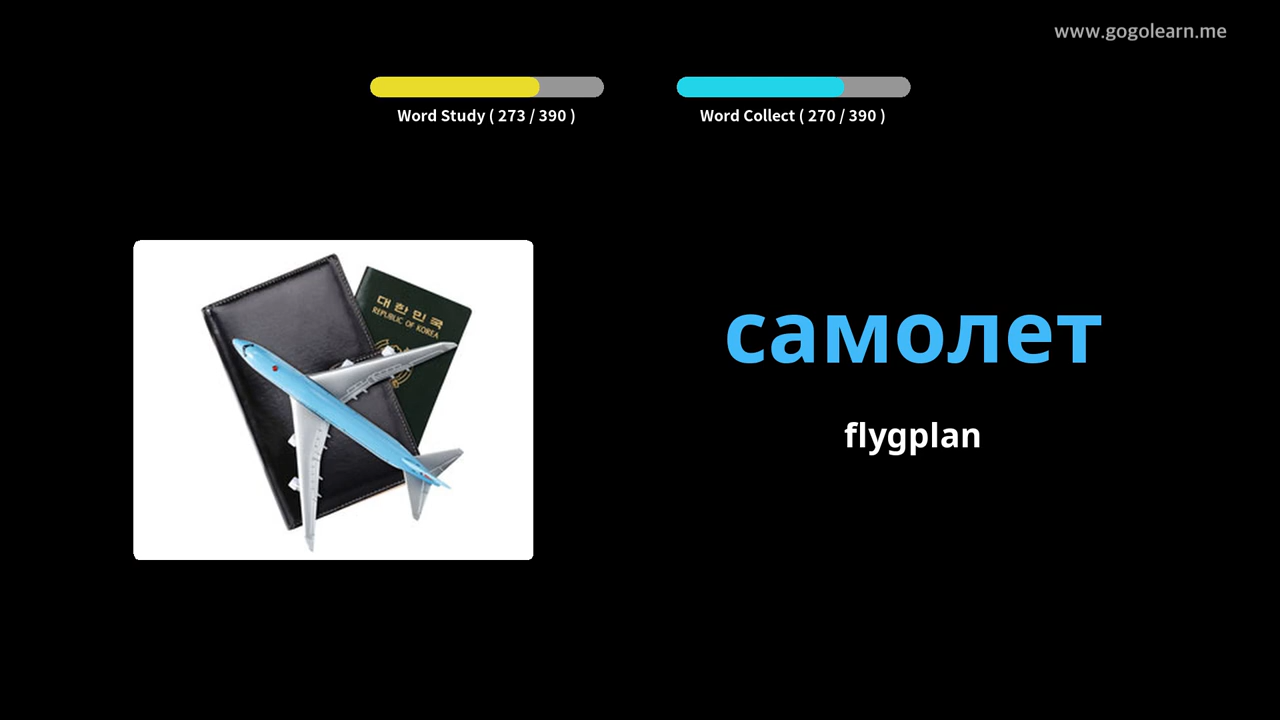 www.gogolearn.me
Word Study ( 273 / 390 )
Word Collect ( 270 / 390 )
대한민국
REPUBLIC OF KOREA
самолет
flygplan